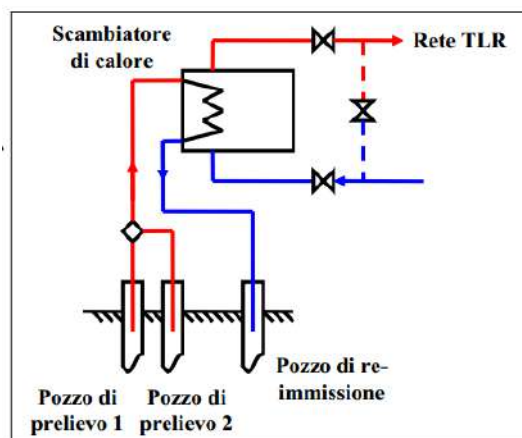 Scambiatore
di calore
Rete TLR
Pozzo di re-
immissione
Pozzo di
prelievo 1
Pozzo di
prelievo 2